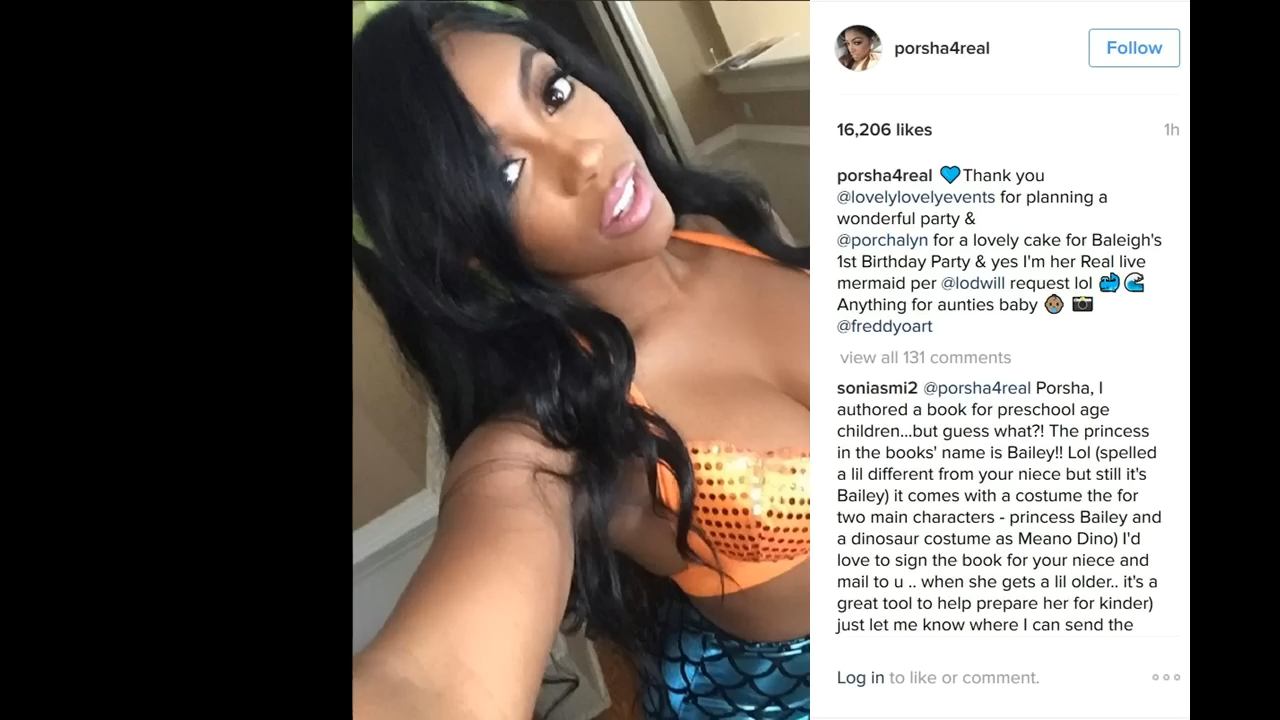 porsha4real
Follow
16,206 likes
1h
porsha4real 💙Thank you
@lovelylovelyevents for planning a
wonderful party &
@porchalyn for a lovely cake for Baleigh's
1st Birthday Party & yes I'm her Real live
mermaid per @lodwill request lol 🐳🌊
Anything for aunties baby 👶🏽 📸
@freddyoart
view all 131 comments
soniasmi2 @porsha4real Porsha, I
authored a book for preschool age
children...but guess what?! The princess
in the books' name is Bailey!! Lol (spelled
a lil different from your niece but still it's
Bailey) it comes with a costume the for
two main characters - princess Bailey and
a dinosaur costume as Meano Dino) I'd
love to sign the book for your niece and
mail to u .. when she gets a lil older.. it's a
great tool to help prepare her for kinder)
just let me know where I can send the
Log in to like or comment.